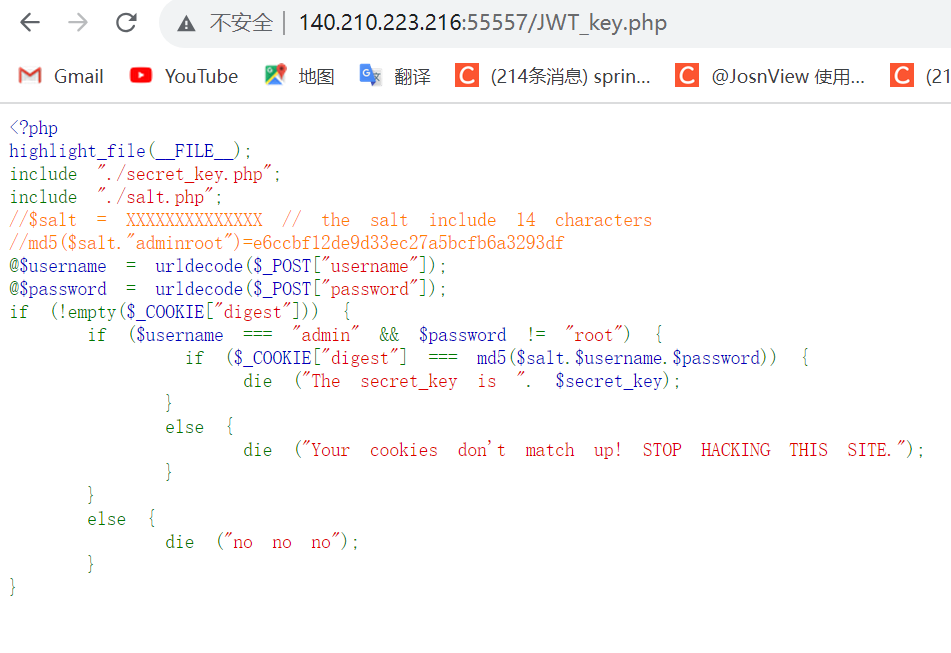 不安全 | 140.210.223.216:55557/JWT_key.php
Gmail YouTube 地图 翻译 (214条消息) sprin... @JosnView 使用... (21
<?php
highlight_file(__FILE__);
include "./secret_key.php";
include "./salt.php";
//$salt = XXXXXXXXXXXXXX // the salt include 14 characters
//md5($salt."adminroot")=e6ccbf12de9d33ec27a5bcfb6a3293df
@$username = urldecode($_POST["username"]);
@$password = urldecode($_POST["password"]);
if (!empty($_COOKIE["digest"])) {
if ($username === "admin" && $password != "root") {
if ($_COOKIE["digest"] === md5($salt.$username.$password)) {
die ("The secret_key is ". $secret_key);
}
else {
die ("Your cookies don't match up! STOP HACKING THIS SITE.");
}
}
else {
die ("no no no");
}
}